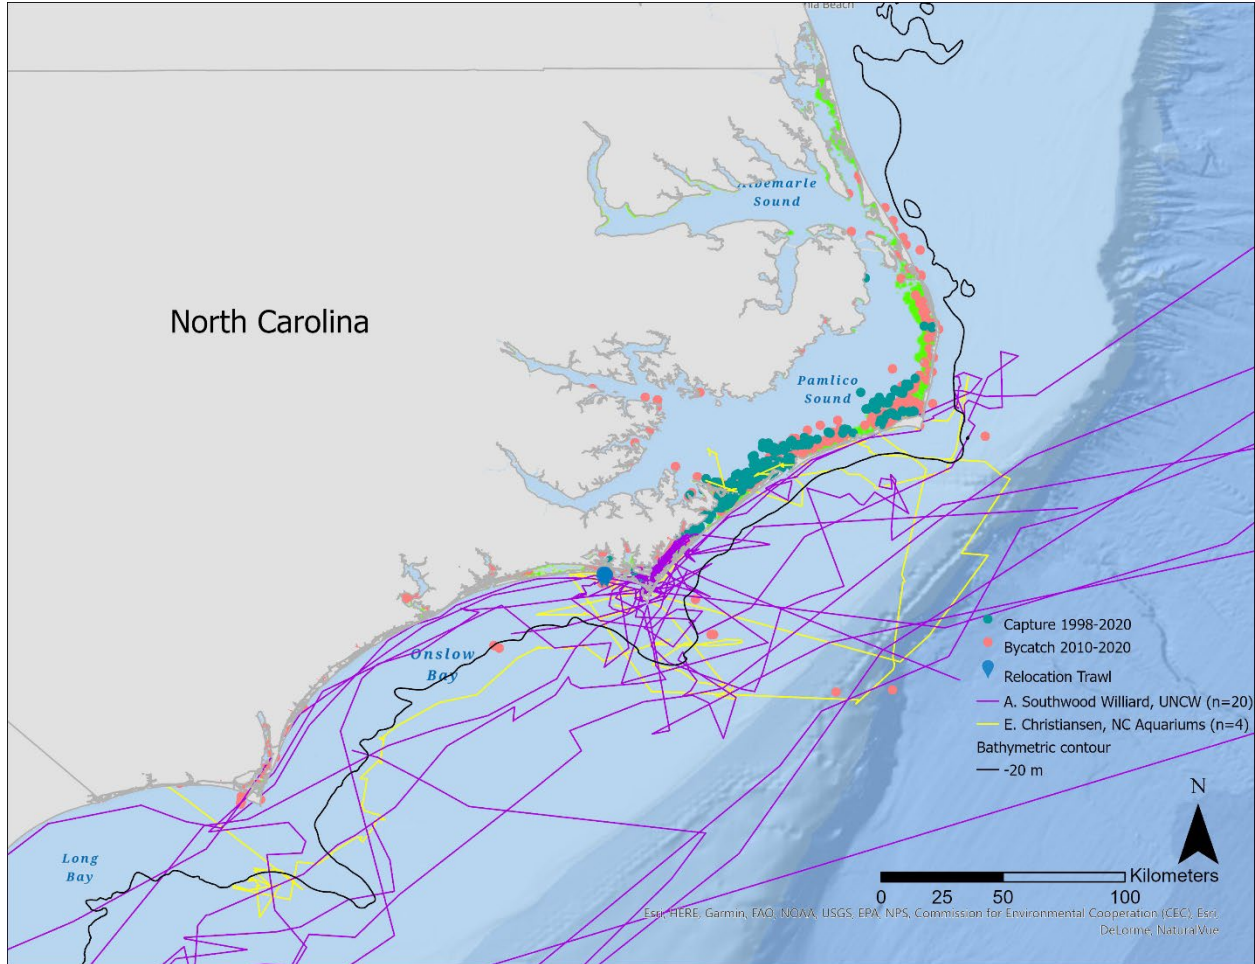 Beach
Sound
North Carolina
Pamlico
Sound
Capture 1998-2020
Bycatch 2010-2020
Relocation Trawl
Onslow
Bay
A. Southwood Williard, UNCW (n=20)
E. Christiansen, NC Aquariums (n=4)
Bathymetric contour
-20 m
N
Long
Bay
Kilometers
0 25 50 100
Esri, HERE, Garmin, FAO, NOAA, USGS, EPA, NPS, Commission for Environmental Cooperation (CEC), Esri,
DeLorme, NaturalVue